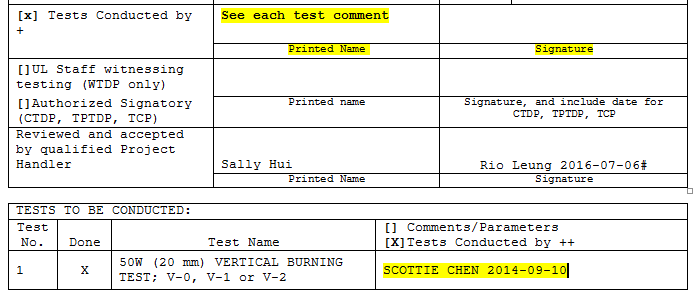 [x] Tests Conducted by
+
See each test comment
Printed Name
Signature
[]UL Staff witnessing
testing (WTDP only)
[]Authorized Signatory
(CTDP, TPTDP, TCP)
Printed name
Signature, and include date for
CTDP, TPTDP, TCP
Reviewed and accepted
by qualified Project
Handler
Sally Hui
Rio Leung 2016-07-06#
Printed Name
Signature
TESTS TO BE CONDUCTED:
Test
No.
Done
Test Name
[] Comments/Parameters
[X]Tests Conducted by ++
1
X
50W (20 mm) VERTICAL BURNING
TEST; V-0, V-1 or V-2
SCOTTIE CHEN 2014-09-10